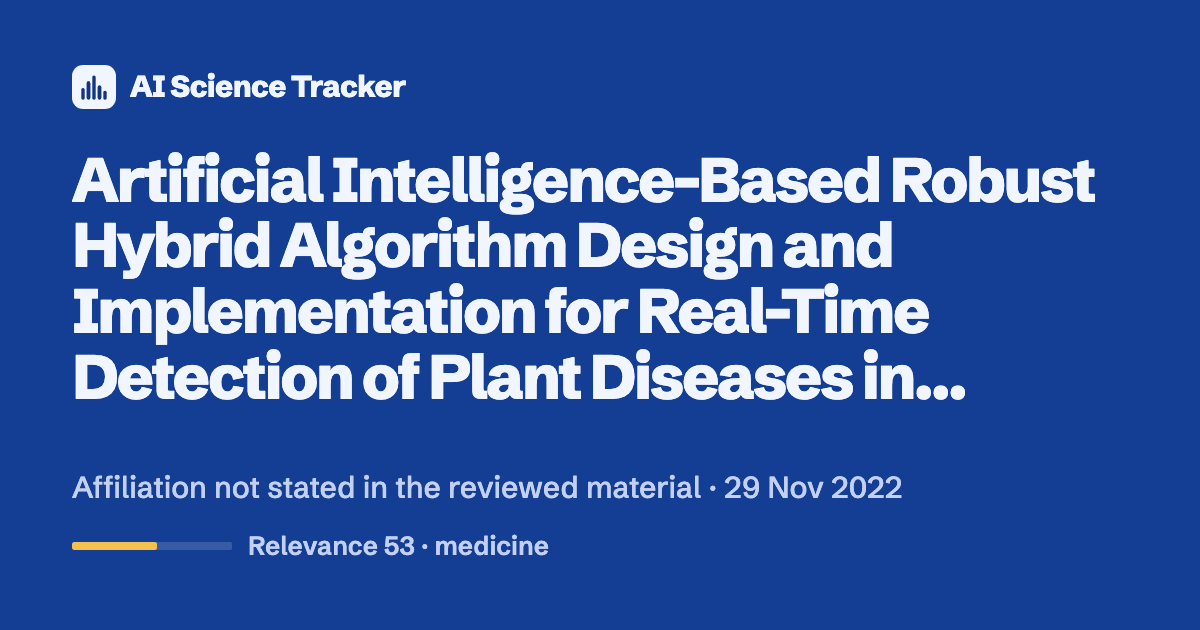 AI Science Tracker
Artificial Intelligence-Based Robust
Hybrid Algorithm Design and
Implementation for Real-Time
Detection of Plant Diseases in...
Affiliation not stated in the reviewed material · 29 Nov 2022
Relevance 53 · medicine